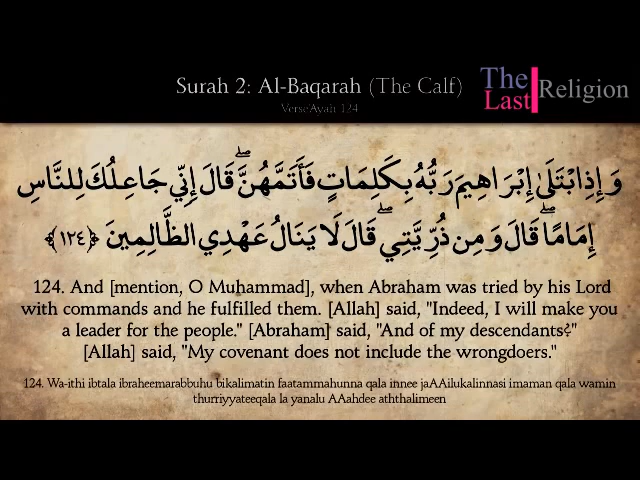 Surah 2: Al-Baqarah (The Calf)
Verse/Ayah 124
The Last Religion
وَإِذِ ابْتَلَىٰ إِبْرَاهِيمَ رَبُّهُ بِكَلِمَاتٍ فَأَتَمَّهُنَّ ۖ قَالَ إِنِّي جَاعِلُكَ لِلنَّاسِ
إِمَامًا ۖ قَالَ وَمِن ذُرِّيَّتِي ۖ قَالَ لَا يَنَالُ عَهْدِي الظَّالِمِينَ ﴿١٢٤﴾
124. And [mention, O Muhammad], when Abraham was tried by his Lord
with commands and he fulfilled them. [Allah] said, "Indeed, I will make you
a leader for the people." [Abraham] said, "And of my descendants?"
[Allah] said, "My covenant does not include the wrongdoers."
124. Wa-ithi ibtala ibraheemarabbuhu bikalimatin faatammahunna qala innee jaAAilukalinnasi imaman qala wamin
thurriyyateeqala la yanalu AAahdee aththalimeen